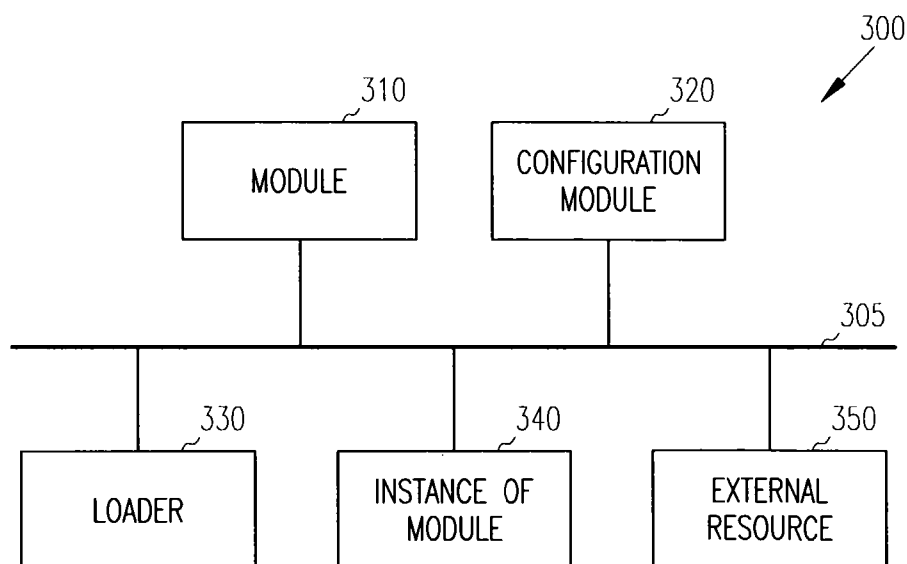 300
310
320
MODULE
CONFIGURATION
MODULE
305
330
340
350
LOADER
INSTANCE OF
MODULE
EXTERNAL
RESOURCE